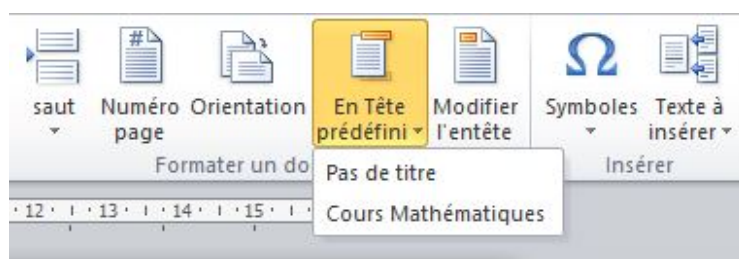 saut
Numéro page
Orientation
En Tête prédéfini
Modifier l'entête
Symboles
Texte à insérer
Formater un do
Insérer
Pas de titre
Cours Mathématiques
12 13 14 15